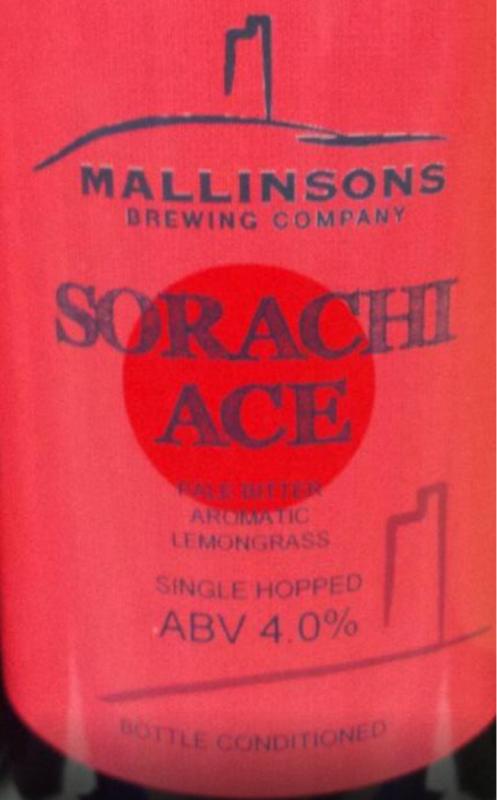 MALLINSONS
BREWING COMPANY
SORACHI
ACE
PALE BITTER
AROMATIC
LEMONGRASS
SINGLE HOPPED
ABV 4.0%
BOTTLE CONDITIONED